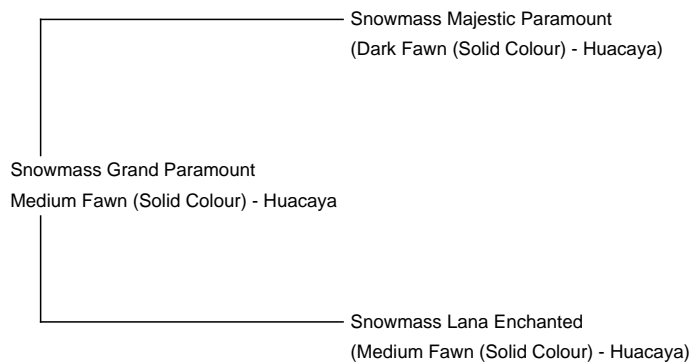 Snowmass Majestic Paramount
(Dark Fawn (Solid Colour) - Huacaya)
Snowmass Grand Paramount
Medium Fawn (Solid Colour) - Huacaya
Snowmass Lana Enchanted
(Medium Fawn (Solid Colour) - Huacaya)